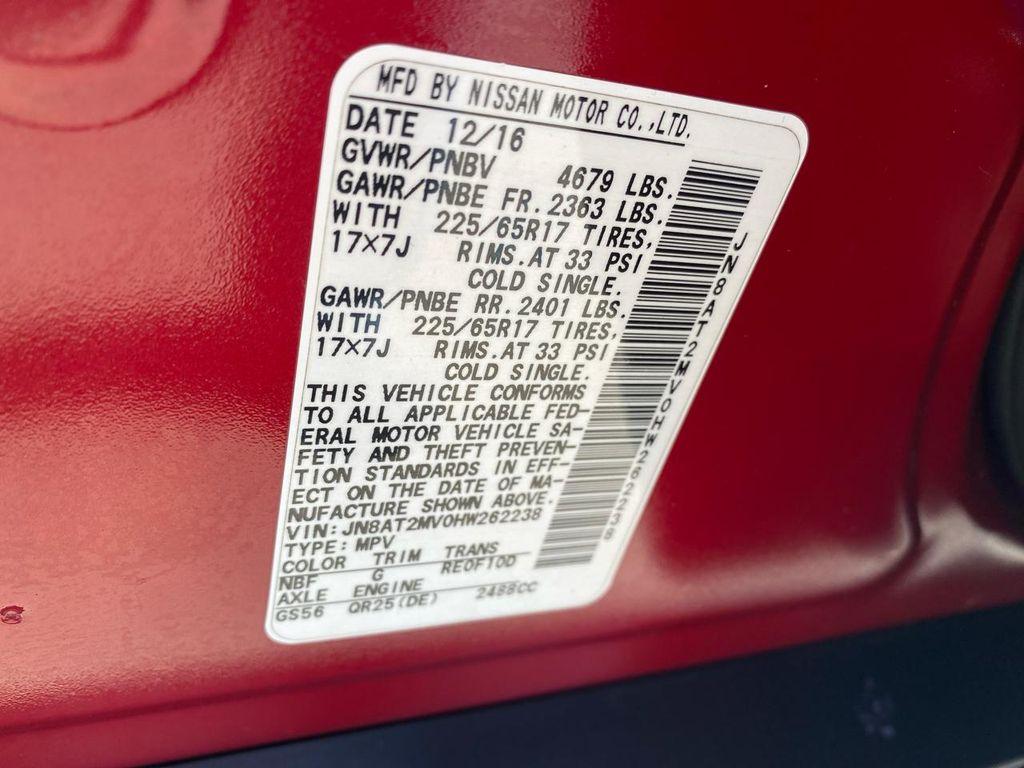 MFD BY NISSAN MOTOR CO.,LTD.
DATE 12/16
GVWR/PNBV 4679 LBS.
GAWR/PNBE FR. 2363 LBS.
WITH 225/65R17 TIRES,
17×7J RIMS.AT 33 PSI
COLD SINGLE.
GAWR/PNBE RR. 2401 LBS.
WITH 225/65R17 TIRES,
17×7J RIMS.AT 33 PSI
COLD SINGLE.
THIS VEHICLE CONFORMS
TO ALL APPLICABLE FED-
ERAL MOTOR VEHICLE SA-
FETY AND THEFT PREVEN-
TION STANDARDS IN EFF-
ECT ON THE DATE OF MA-
NUFACTURE SHOWN ABOVE.
VIN: JN8AT2MV0HW262238
TYPE: MPV
COLOR TRIM TRANS
NBF G RE0F10D
AXLE ENGINE
GS56 QR25(DE) 2488CC
JN8AT2MV0HW262238